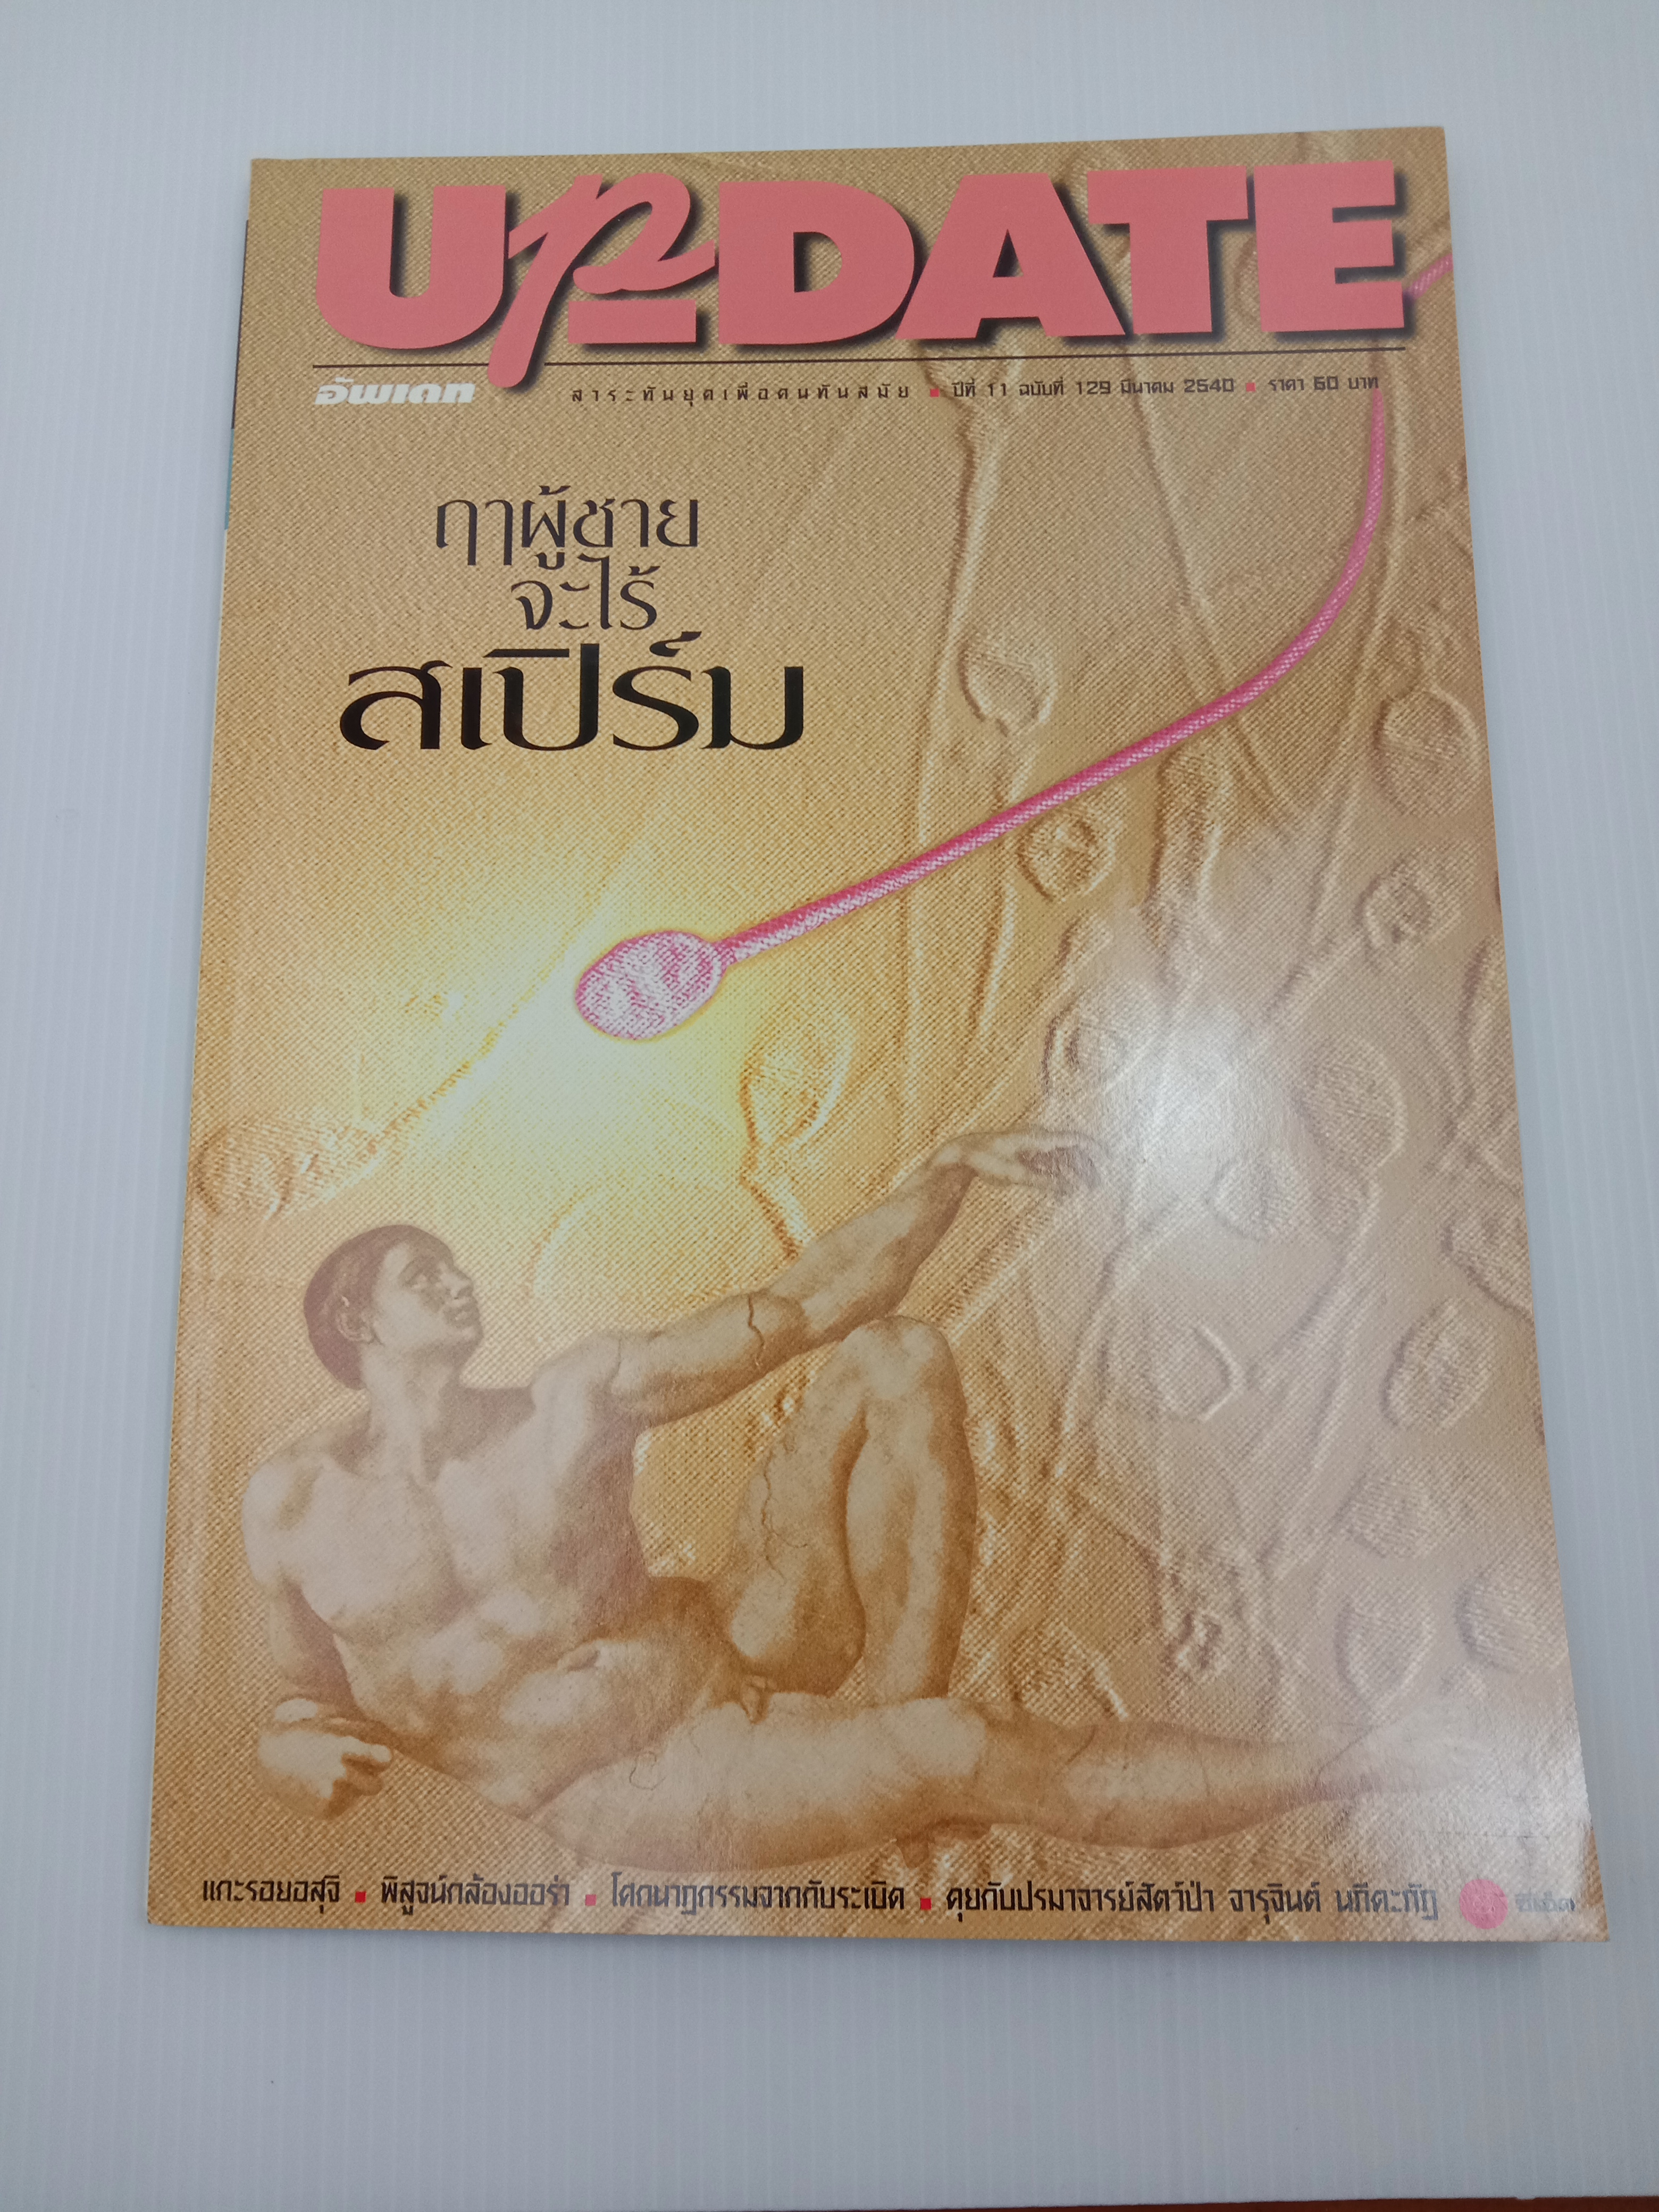 UpDATE
อัพเดท สาระทันยุคเพื่อคนทันสมัย ▪ ปีที่ 11 ฉบับที่ 129 มีนาคม 2540 ▪ ราคา 60 บาท
ฤๅผู้ชาย
จะไร้
สเปิร์ม
แกะรอยอสุจิ ▪ พิสูจน์กล้องออร่า ▪ โศกนาฏกรรมจากกับระเบิด ▪ คุยกับปรมาจารย์สัตว์ป่า จารุจินต์ นภีตะภัฏ ซีเอ็ด